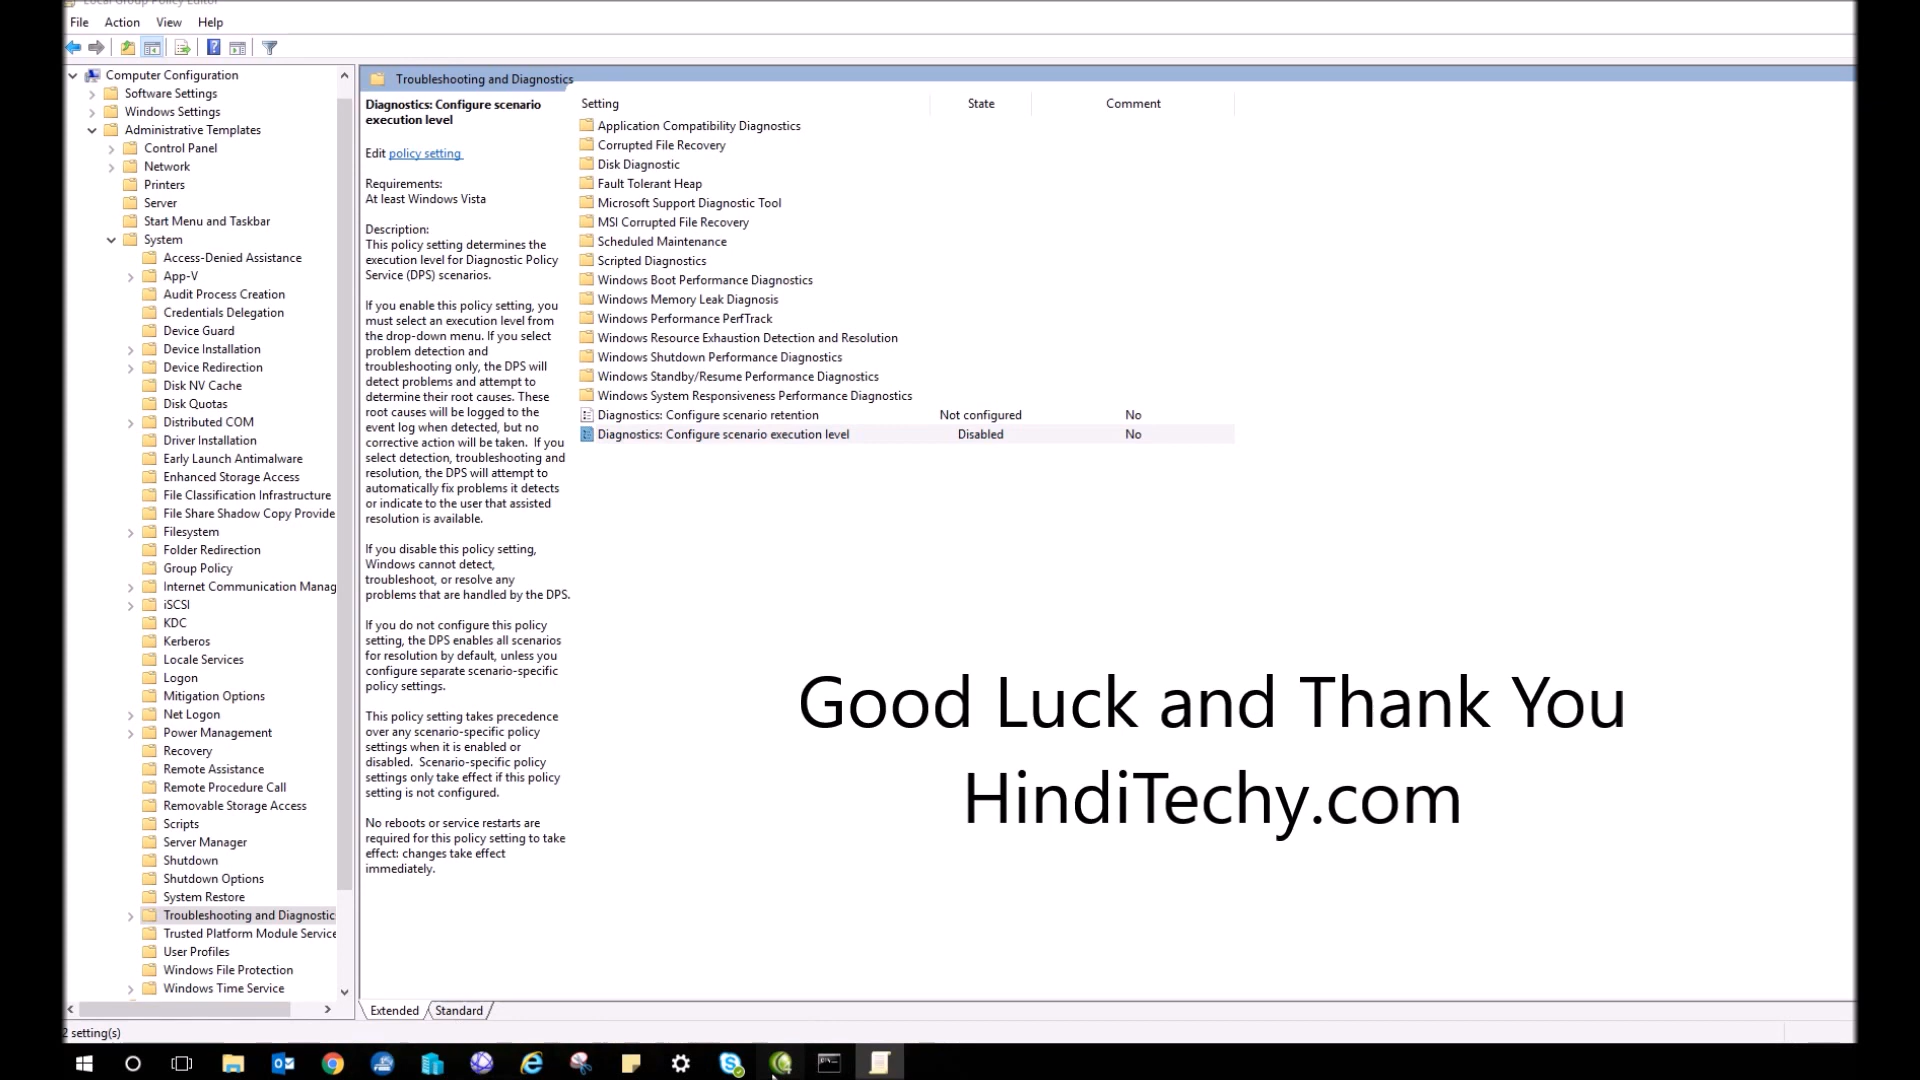 Local Group Policy Editor
File Action View Help
Computer Configuration
Software Settings
Windows Settings
Administrative Templates
Control Panel
Network
Printers
Server
Start Menu and Taskbar
System
Access-Denied Assistance
App-V
Audit Process Creation
Credentials Delegation
Device Guard
Device Installation
Device Redirection
Disk NV Cache
Disk Quotas
Distributed COM
Driver Installation
Early Launch Antimalware
Enhanced Storage Access
File Classification Infrastructure
File Share Shadow Copy Provide
Filesystem
Folder Redirection
Group Policy
Internet Communication Manag
iSCSI
KDC
Kerberos
Locale Services
Logon
Mitigation Options
Net Logon
Power Management
Recovery
Remote Assistance
Remote Procedure Call
Removable Storage Access
Scripts
Server Manager
Shutdown
Shutdown Options
System Restore
Troubleshooting and Diagnostic
Trusted Platform Module Service
User Profiles
Windows File Protection
Windows Time Service
Troubleshooting and Diagnostics
Diagnostics: Configure scenario
execution level
Edit policy setting
Requirements:
At least Windows Vista
Description:
This policy setting determines the
execution level for Diagnostic Policy
Service (DPS) scenarios.
If you enable this policy setting, you
must select an execution level from
the drop-down menu. If you select
problem detection and
troubleshooting only, the DPS will
detect problems and attempt to
determine their root causes. These
root causes will be logged to the
event log when detected, but no
corrective action will be taken. If you
select detection, troubleshooting and
resolution, the DPS will attempt to
automatically fix problems it detects
or indicate to the user that assisted
resolution is available.
If you disable this policy setting,
Windows cannot detect,
troubleshoot, or resolve any
problems that are handled by the DPS.
If you do not configure this policy
setting, the DPS enables all scenarios
for resolution by default, unless you
configure separate scenario-specific
policy settings.
This policy setting takes precedence
over any scenario-specific policy
settings when it is enabled or
disabled. Scenario-specific policy
settings only take effect if this policy
setting is not configured.
No reboots or service restarts are
required for this policy setting to take
effect: changes take effect
immediately.
Setting State Comment
Application Compatibility Diagnostics
Corrupted File Recovery
Disk Diagnostic
Fault Tolerant Heap
Microsoft Support Diagnostic Tool
MSI Corrupted File Recovery
Scheduled Maintenance
Scripted Diagnostics
Windows Boot Performance Diagnostics
Windows Memory Leak Diagnosis
Windows Performance PerfTrack
Windows Resource Exhaustion Detection and Resolution
Windows Shutdown Performance Diagnostics
Windows Standby/Resume Performance Diagnostics
Windows System Responsiveness Performance Diagnostics
Diagnostics: Configure scenario retention Not configured No
Diagnostics: Configure scenario execution level Disabled No
Good Luck and Thank You
HindiTechy.com
Extended Standard
2 setting(s)